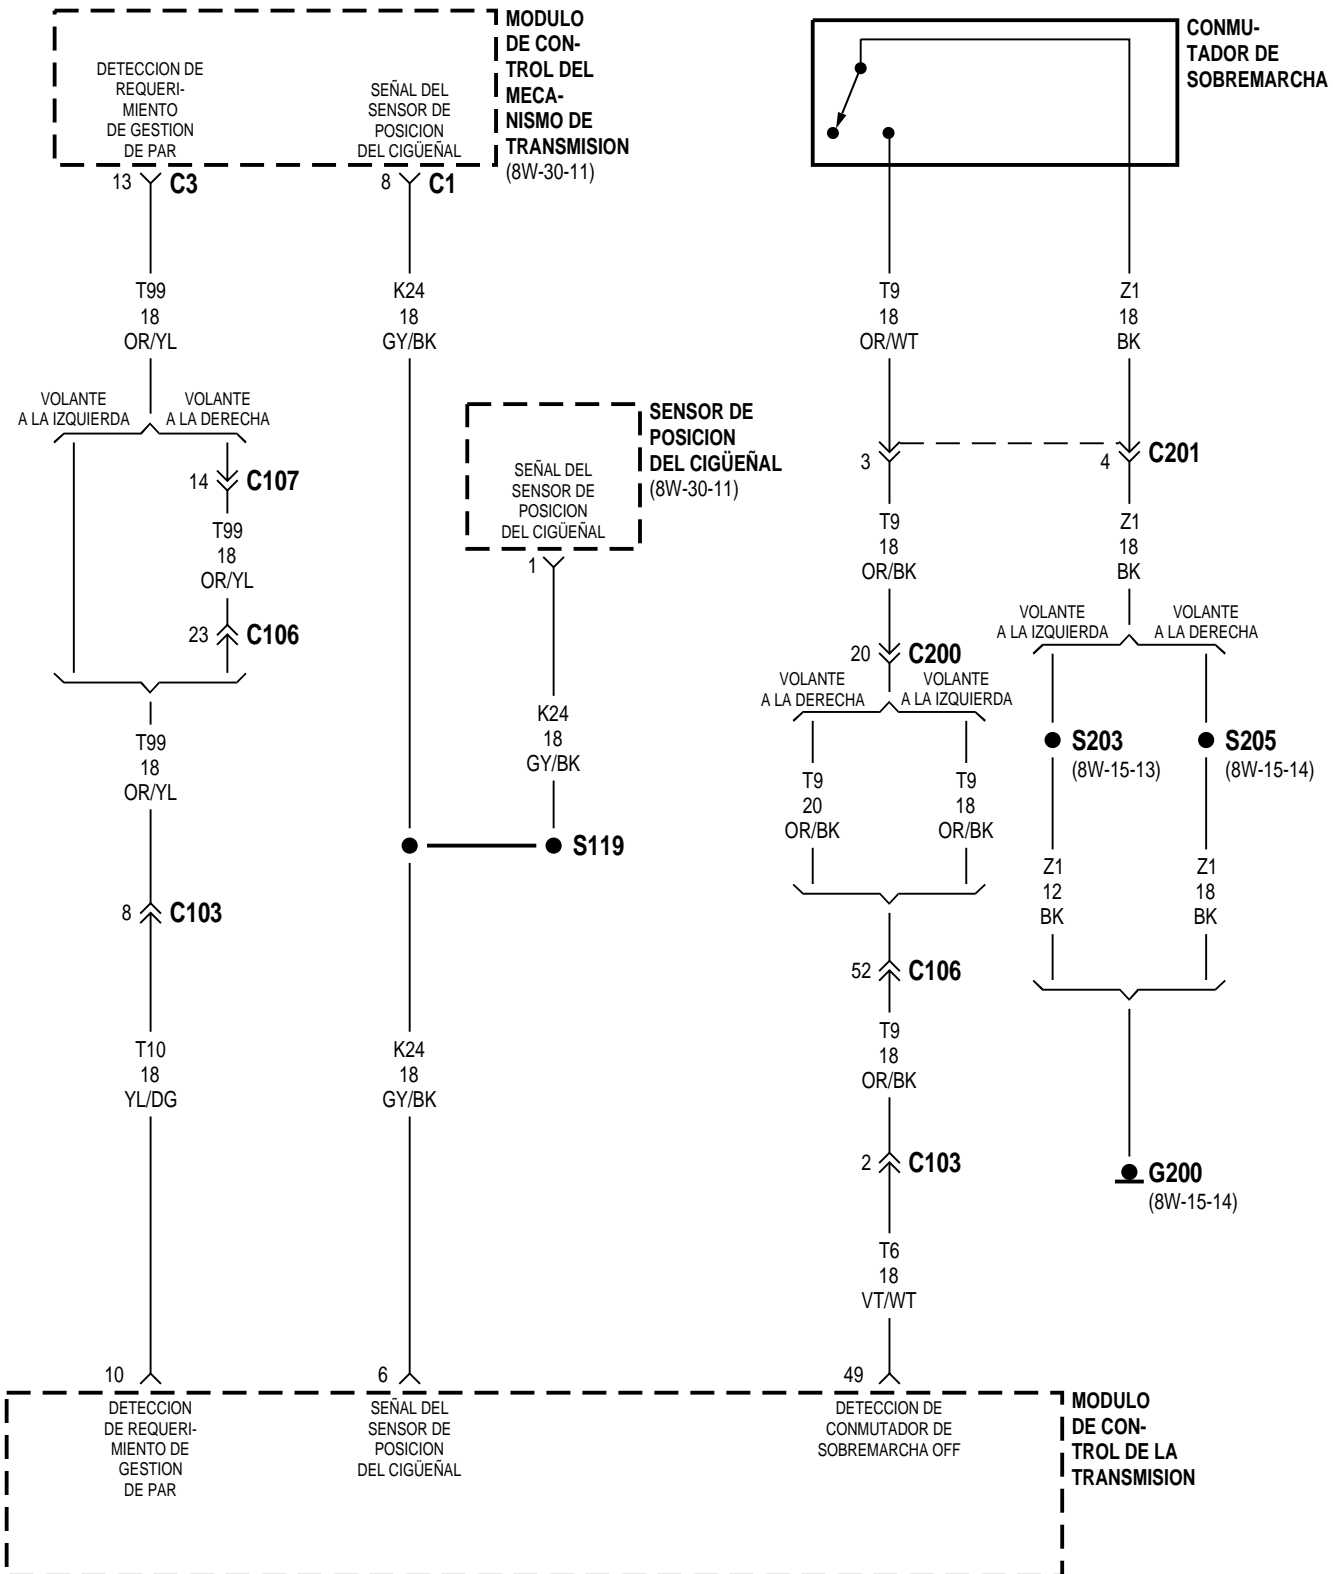 MODULO
DE CON-
TROL DEL
MECA-
NISMO DE
TRANSMISION
(8W-30-11)
DETECCION DE
REQUERI-
MIENTO
DE GESTION
DE PAR
SEÑAL DEL
SENSOR DE
POSICION
DEL CIGÜEÑAL
CONMU-
TADOR DE
SOBREMARCHA
13 C3
8 C1
T99
18
OR/YL
K24
18
GY/BK
T9
18
OR/WT
Z1
18
BK
VOLANTE
A LA IZQUIERDA
VOLANTE
A LA DERECHA
14 C107
T99
18
OR/YL
23 C106
SENSOR DE
POSICION
DEL CIGÜEÑAL
(8W-30-11)
SEÑAL DEL
SENSOR DE
POSICION
DEL CIGÜEÑAL
1
3
4 C201
T9
18
OR/BK
Z1
18
BK
20 C200
VOLANTE
A LA DERECHA
VOLANTE
A LA IZQUIERDA
VOLANTE
A LA IZQUIERDA
VOLANTE
A LA DERECHA
T99
18
OR/YL
K24
18
GY/BK
S119
T9
20
OR/BK
T9
18
OR/BK
S203
(8W-15-13)
S205
(8W-15-14)
Z1
12
BK
Z1
18
BK
8 C103
52 C106
T10
18
YL/DG
K24
18
GY/BK
T9
18
OR/BK
2 C103
G200
(8W-15-14)
T6
18
VT/WT
10
6
49
DETECCION
DE REQUERI-
MIENTO DE
GESTION
DE PAR
SEÑAL DEL
SENSOR DE
POSICION
DEL CIGÜEÑAL
DETECCION DE
CONMUTADOR DE
SOBREMARCHA OFF
MODULO
DE CON-
TROL DE LA
TRANSMISION